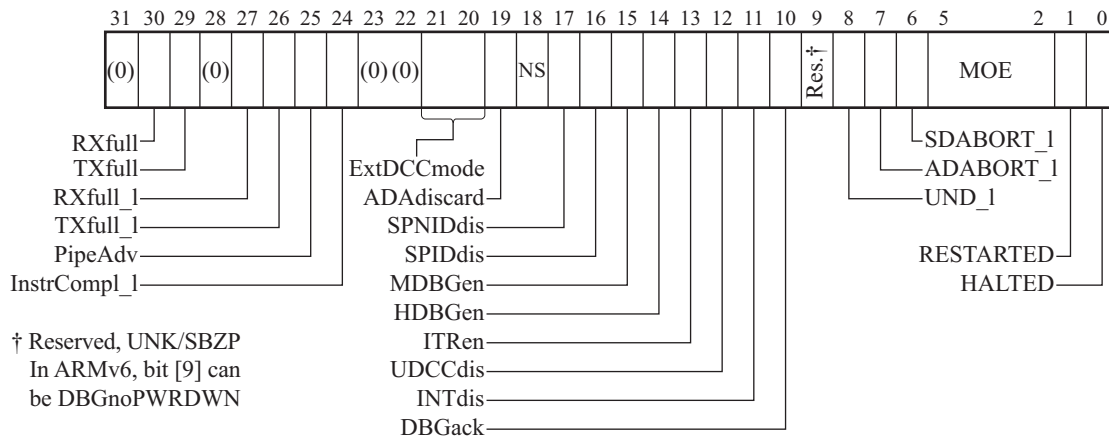 31 30 29 28 27 26 25 24 23 22 21 20 19 18 17 16 15 14 13 12 11 10 9 8 7 6 5 2 1 0
(0) (0) (0) (0) NS Res.† MOE
RXfull
TXfull
RXfull_l
TXfull_l
PipeAdv
InstrCompl_l
ExtDCCmode
ADAdiscard
SPNIDdis
SPIDdis
MDBGen
HDBGen
ITRen
UDCCdis
INTdis
DBGack
SDABORT_l
ADABORT_l
UND_l
RESTARTED
HALTED
† Reserved, UNK/SBZP
In ARMv6, bit [9] can
be DBGnoPWRDWN